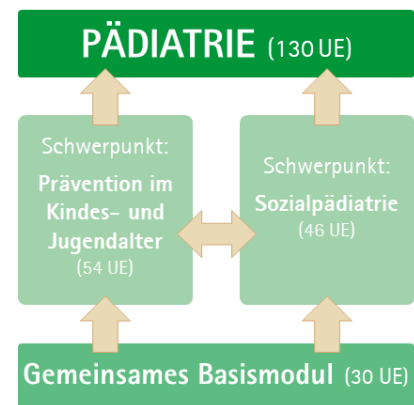 PÄDIATRIE (130 UE)
Schwerpunkt:
Prävention im
Kindes- und
Jugendalter
(54 UE)
Schwerpunkt:
Sozialpädiatrie
(46 UE)
Gemeinsames Basismodul (30 UE)